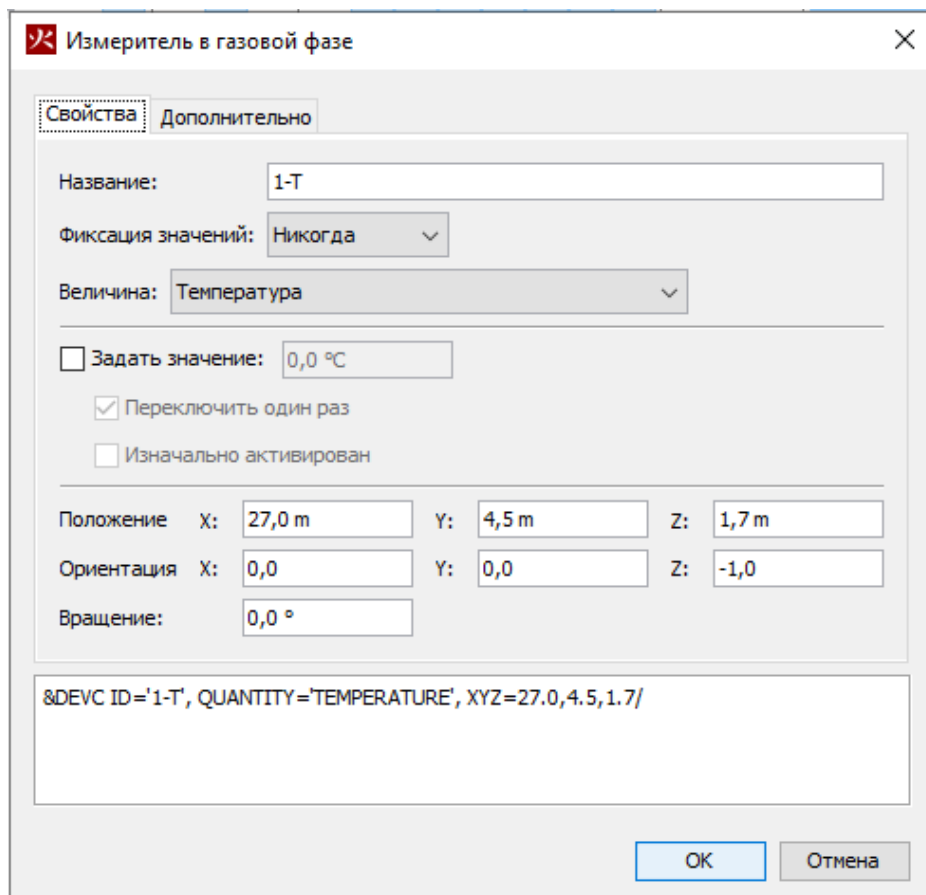 火 Измеритель в газовой фазе
Свойства Дополнительно
Название: 1-T
Фиксация значений: Никогда
Величина: Температура
Задать значение: 0,0 °C
Переключить один раз
Изначально активирован
Положение X: 27,0 m Y: 4,5 m Z: 1,7 m
Ориентация X: 0,0 Y: 0,0 Z: -1,0
Вращение: 0,0 °
&DEVC ID='1-T', QUANTITY='TEMPERATURE', XYZ=27.0,4.5,1.7/
OK Отмена